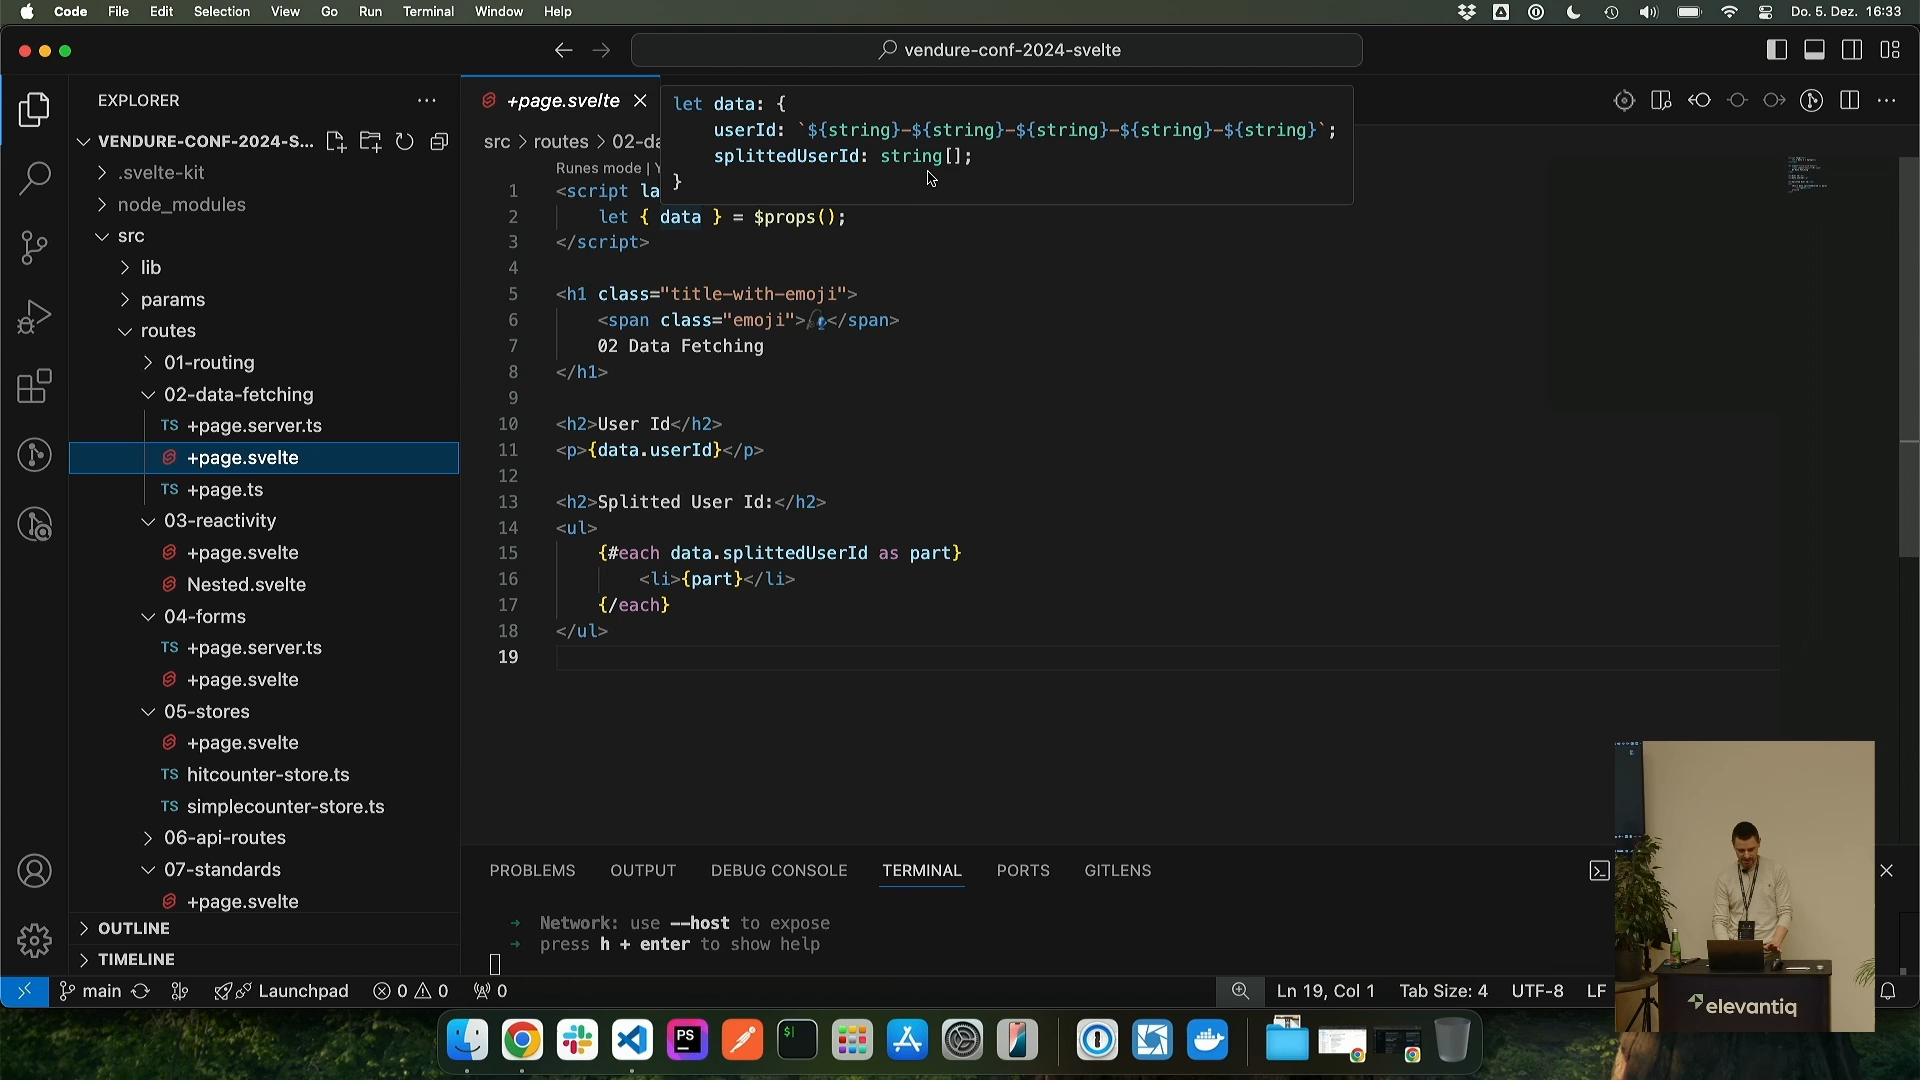 Code File Edit Selection View Go Run Terminal Window Help
Do. 5. Dez. 16:33
vendure-conf-2024-svelte
EXPLORER
VENDURE-CONF-2024-S...
.svelte-kit
node_modules
src
lib
params
routes
01-routing
02-data-fetching
TS +page.server.ts
+page.svelte
TS +page.ts
03-reactivity
+page.svelte
Nested.svelte
04-forms
TS +page.server.ts
+page.svelte
05-stores
+page.svelte
TS hitcounter-store.ts
TS simplecounter-store.ts
06-api-routes
07-standards
+page.svelte
OUTLINE
TIMELINE
+page.svelte
src > routes > 02-da
let data: {
userId: `${string}-${string}-${string}-${string}-${string}`;
splittedUserId: string[];
}
Runes mode |
1 <script la
2 let { data } = $props();
3 </script>
4
5 <h1 class="title-with-emoji">
6 <span class="emoji">🎣</span>
7 02 Data Fetching
8 </h1>
9
10 <h2>User Id</h2>
11 <p>{data.userId}</p>
12
13 <h2>Splitted User Id:</h2>
14 <ul>
15 {#each data.splittedUserId as part}
16 <li>{part}</li>
17 {/each}
18 </ul>
19
PROBLEMS OUTPUT DEBUG CONSOLE TERMINAL PORTS GITLENS
➜ Network: use --host to expose
➜ press h + enter to show help
main Launchpad 0 0 0
Ln 19, Col 1 Tab Size: 4 UTF-8 LF
elevantiq
PS
$